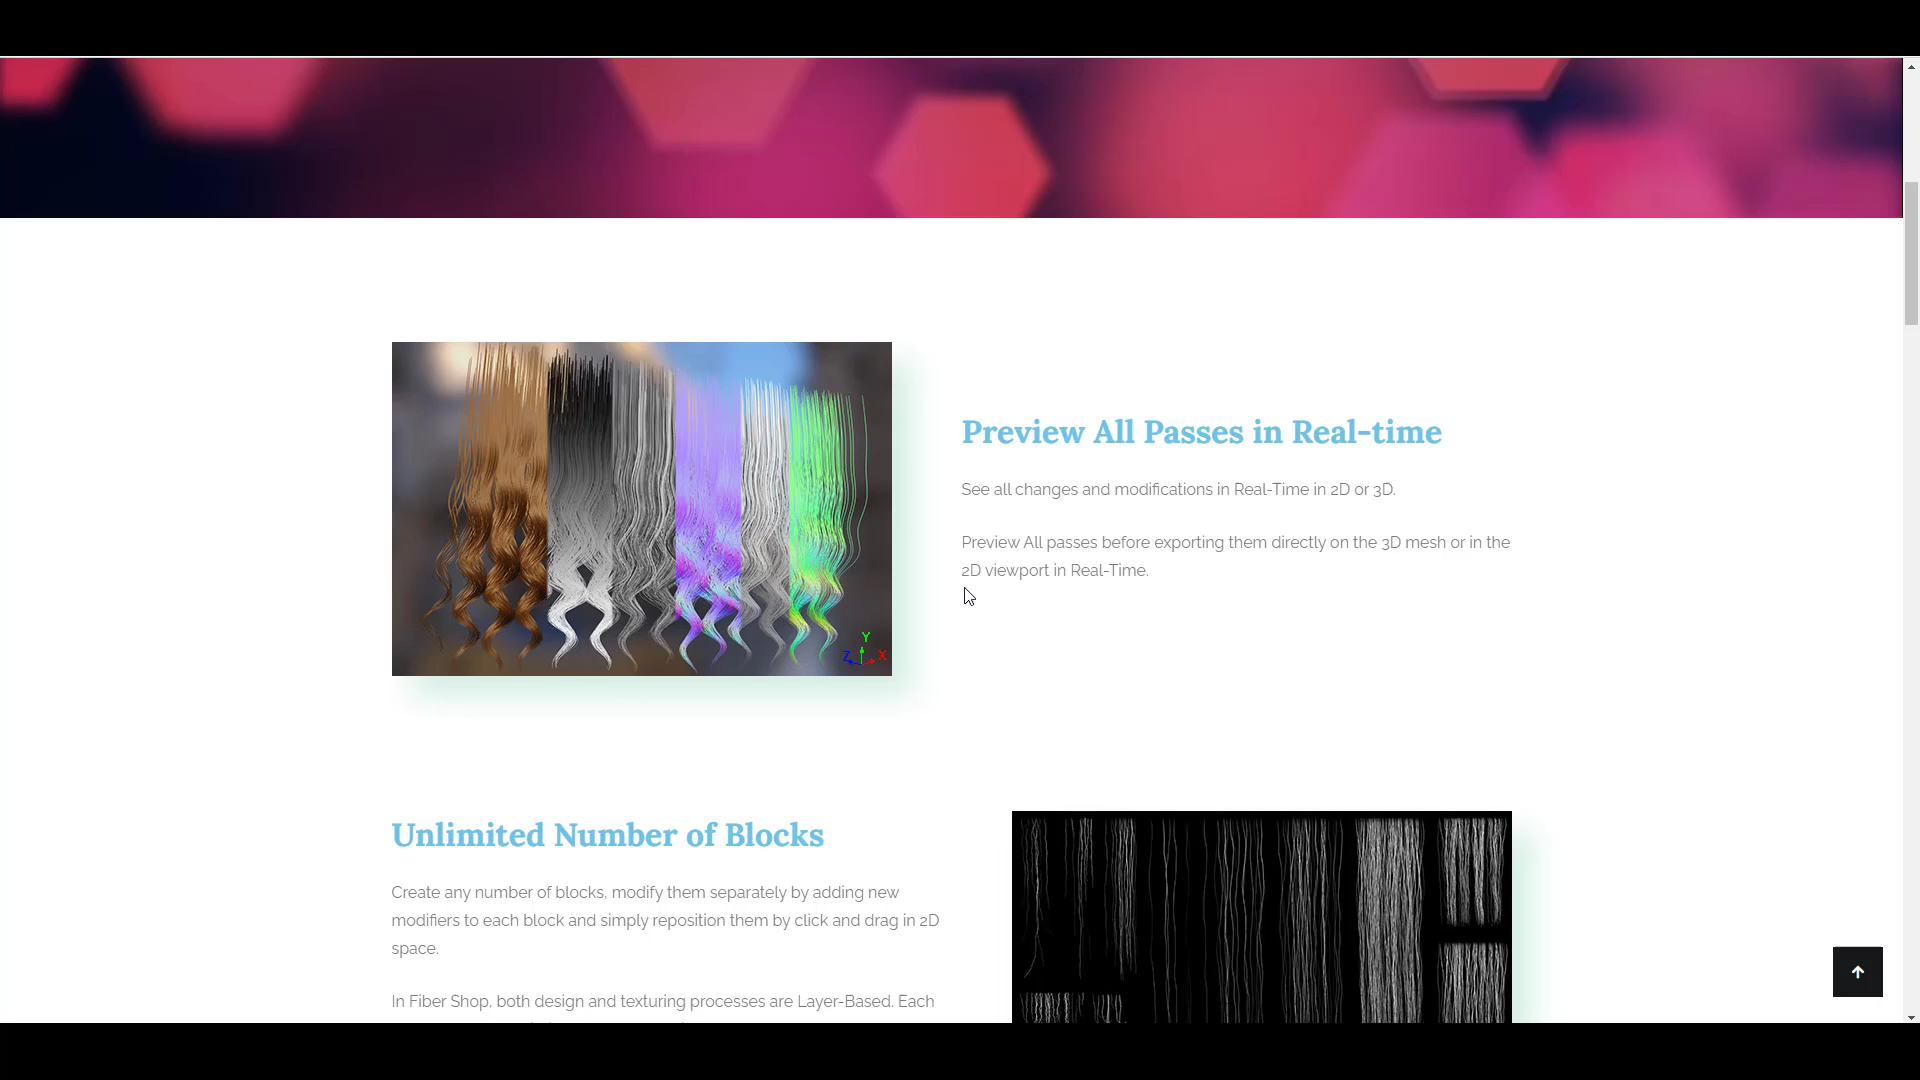 Preview All Passes in Real-time
See all changes and modifications in Real-Time in 2D or 3D.
Preview All passes before exporting them directly on the 3D mesh or in the
2D viewport in Real-Time.
Y
Z X
Unlimited Number of Blocks
Create any number of blocks, modify them separately by adding new
modifiers to each block and simply reposition them by click and drag in 2D
space.
In Fiber Shop, both design and texturing processes are Layer-Based. Each